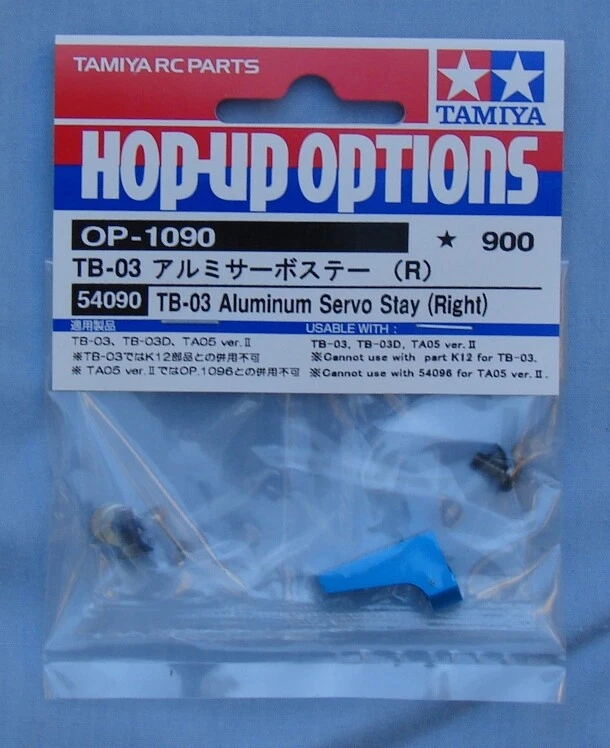 TAMIYA RC PARTS
TAMIYA
HOP-UP OPTIONS
OP-1090 ★ 900
TB-03 アルミサーボステー (R)
54090 TB-03 Aluminum Servo Stay (Right)
適用製品
TB-03、TB-03D、TA05 ver.Ⅱ
※TB-03ではK12部品との併用不可
※ TA05 ver.ⅡではOP.1096との併用不可
USABLE WITH :
TB-03, TB-03D, TA05 ver.Ⅱ
※Cannot use with part K12 for TB-03.
※Cannot use with 54096 for TA05 ver.Ⅱ.